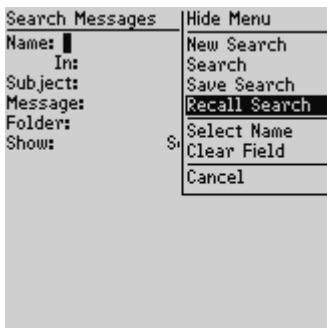 Search Messages
Name:
In:
Subject:
Message:
Folder:
Show:
Hide Menu
New Search
Search
Save Search
Recall Search
Select Name
Clear Field
Cancel